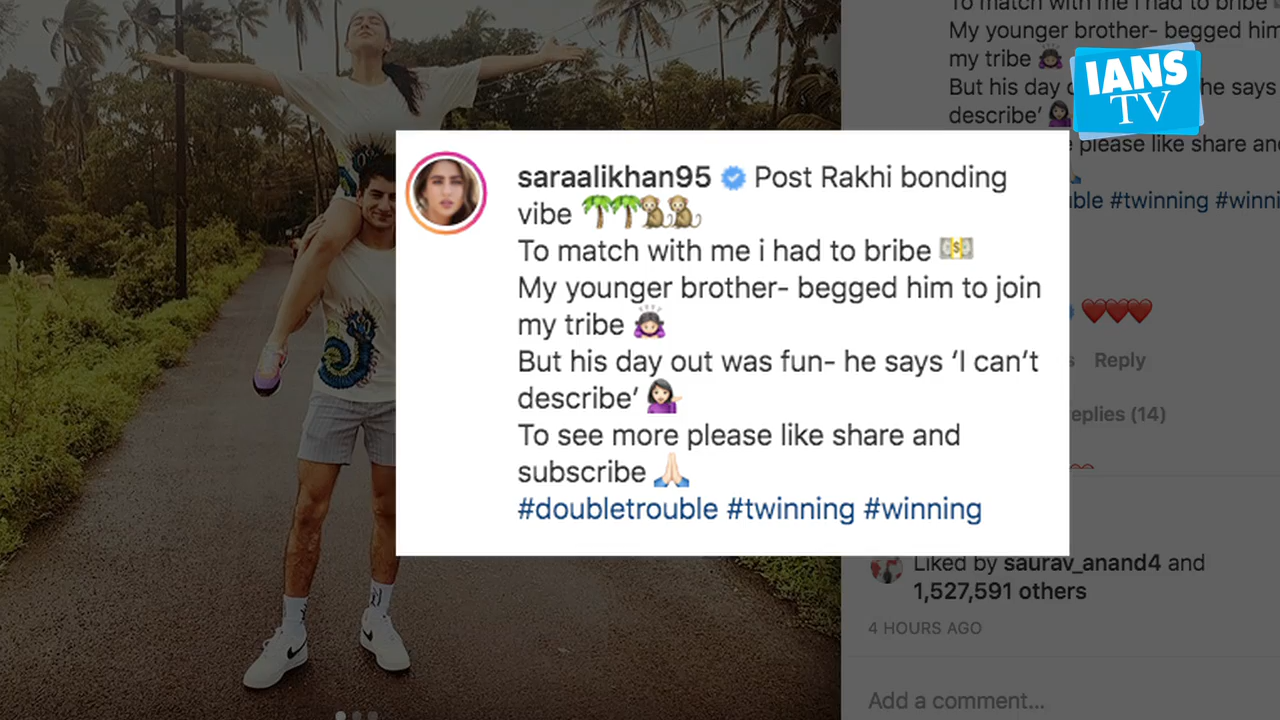 To match with me i had to bribe
My younger brother- begged him
my tribe
But his day
he says
describe'
please like share an
#twinning #winni
IANS
TV
saraalikhan95 Post Rakhi bonding
vibe
To match with me i had to bribe
My younger brother- begged him to join
my tribe
But his day out was fun- he says ‘I can’t
describe’
To see more please like share and
subscribe
#doubletrouble #twinning #winning
Reply
eplies (14)
Liked by saurav_anand4 and
1,527,591 others
4 HOURS AGO
Add a comment...